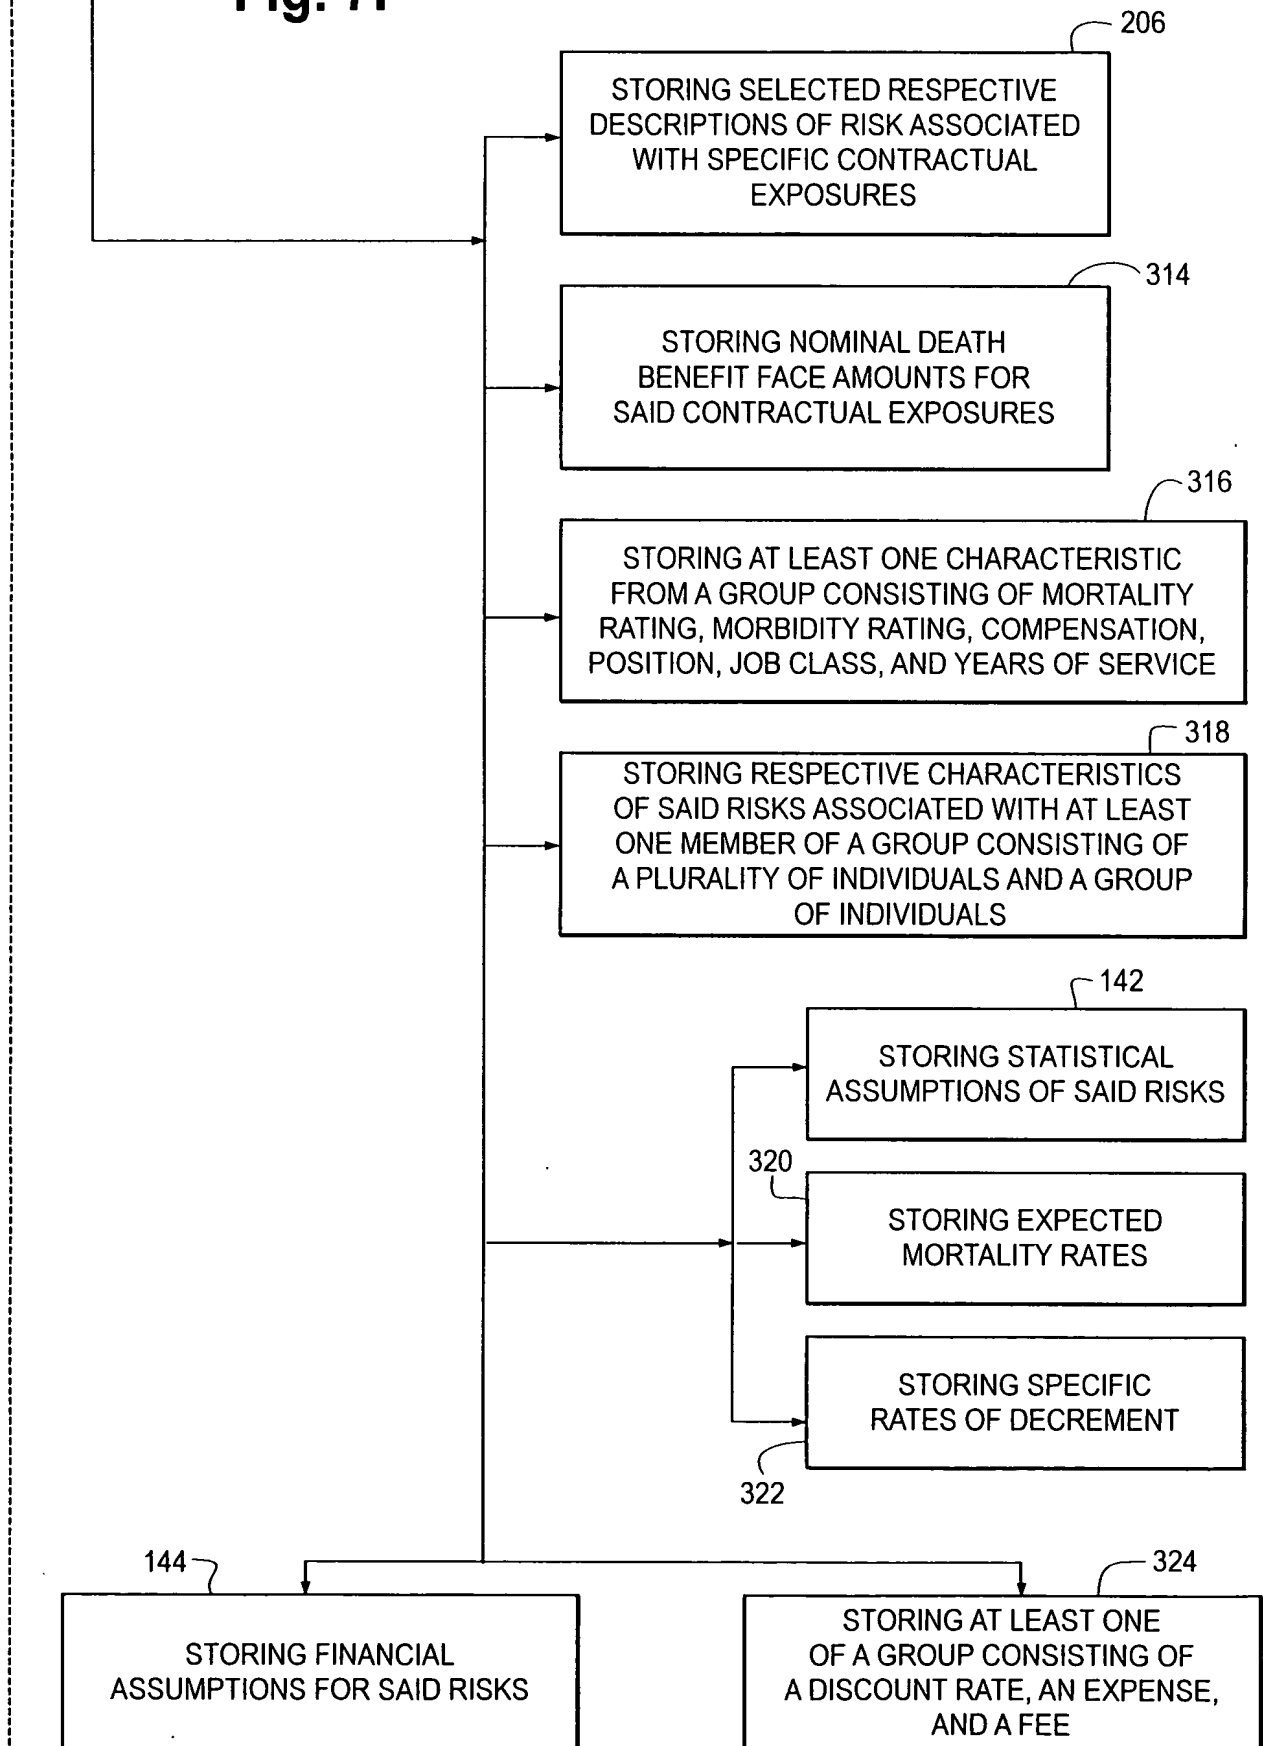 206
STORING SELECTED RESPECTIVE
DESCRIPTIONS OF RISK ASSOCIATED
WITH SPECIFIC CONTRACTUAL
EXPOSURES
314
STORING NOMINAL DEATH
BENEFIT FACE AMOUNTS FOR
SAID CONTRACTUAL EXPOSURES
316
STORING AT LEAST ONE CHARACTERISTIC
FROM A GROUP CONSISTING OF MORTALITY
RATING, MORBIDITY RATING, COMPENSATION,
POSITION, JOB CLASS, AND YEARS OF SERVICE
318
STORING RESPECTIVE CHARACTERISTICS
OF SAID RISKS ASSOCIATED WITH AT LEAST
ONE MEMBER OF A GROUP CONSISTING OF
A PLURALITY OF INDIVIDUALS AND A GROUP
OF INDIVIDUALS
142
STORING STATISTICAL
ASSUMPTIONS OF SAID RISKS
320
STORING EXPECTED
MORTALITY RATES
STORING SPECIFIC
RATES OF DECREMENT
322
144
STORING FINANCIAL
ASSUMPTIONS FOR SAID RISKS
324
STORING AT LEAST ONE
OF A GROUP CONSISTING OF
A DISCOUNT RATE, AN EXPENSE,
AND A FEE